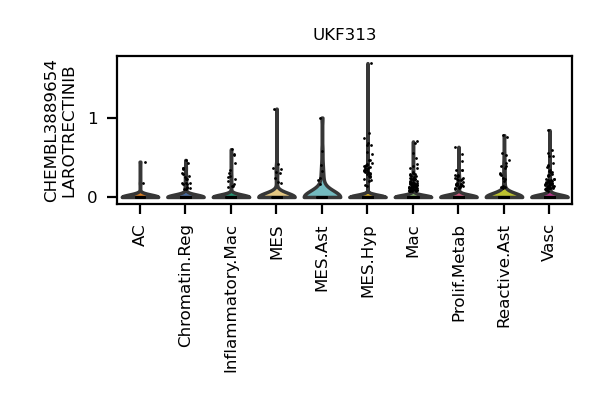 UKF313
CHEMBL3889654
LAROTRECTINIB
1
0
AC
Chromatin.Reg
Inflammatory.Mac
MES
MES.Ast
MES.Hyp
Mac
Prolif.Metab
Reactive.Ast
Vasc